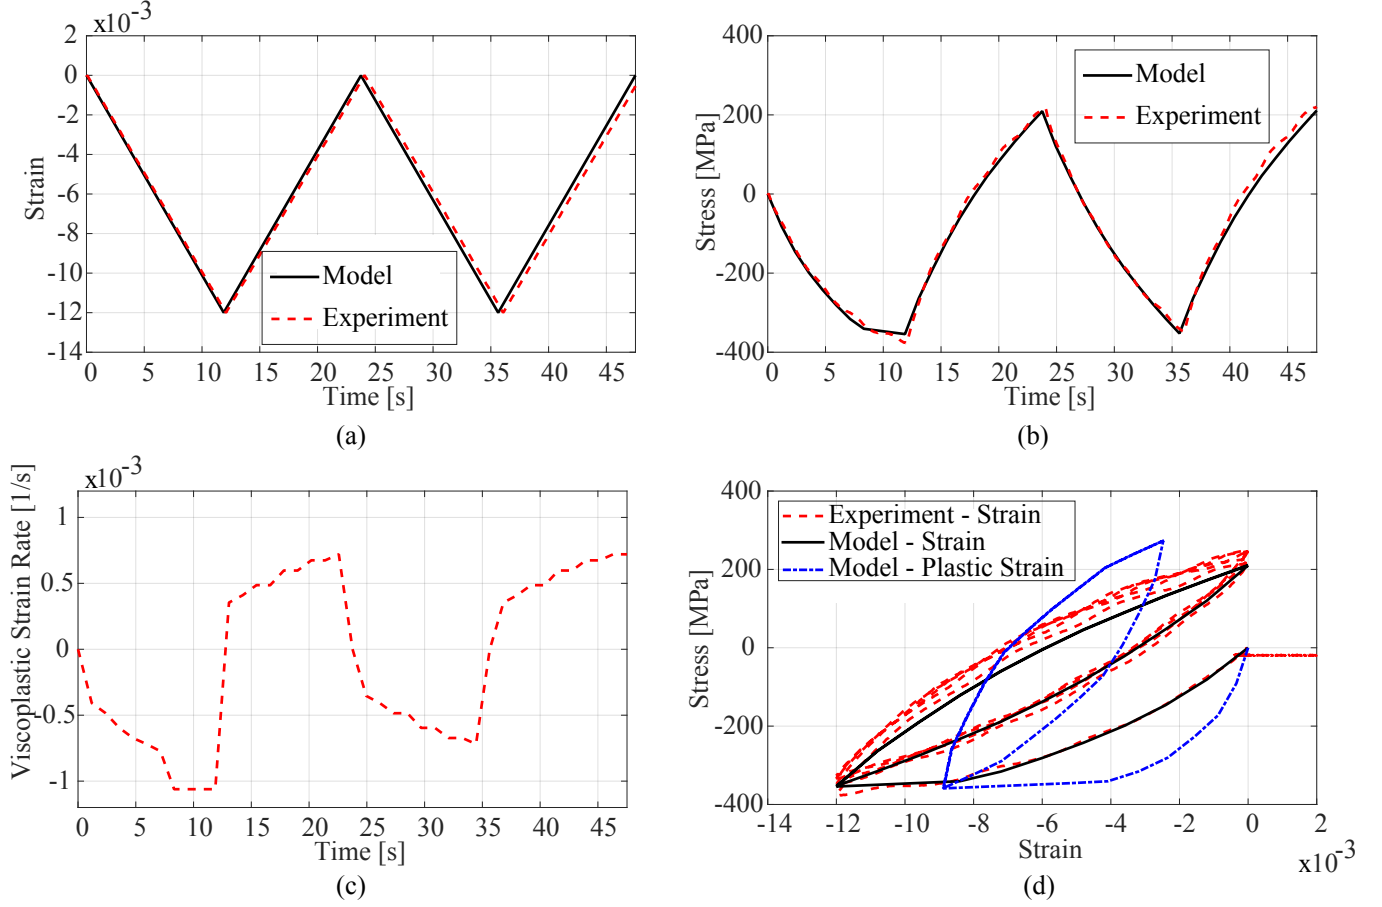 x10-3
2
0
-2
-4
-6
-8
-10
-12
-14
Strain
Model
Experiment
0 5 10 15 20 25 30 35 40 45
Time [s]
(a)
400
200
0
-200
-400
Stress [MPa]
Model
Experiment
0 5 10 15 20 25 30 35 40 45
Time [s]
(b)
x10-3
1
0.5
0
-0.5
-1
Viscoplastic Strain Rate [1/s]
0 5 10 15 20 25 30 35 40 45
Time [s]
(c)
400
200
0
-200
-400
Stress [MPa]
Experiment - Strain
Model - Strain
Model - Plastic Strain
-14 -12 -10 -8 -6 -4 -2 0 2
Strain
x10-3
(d)